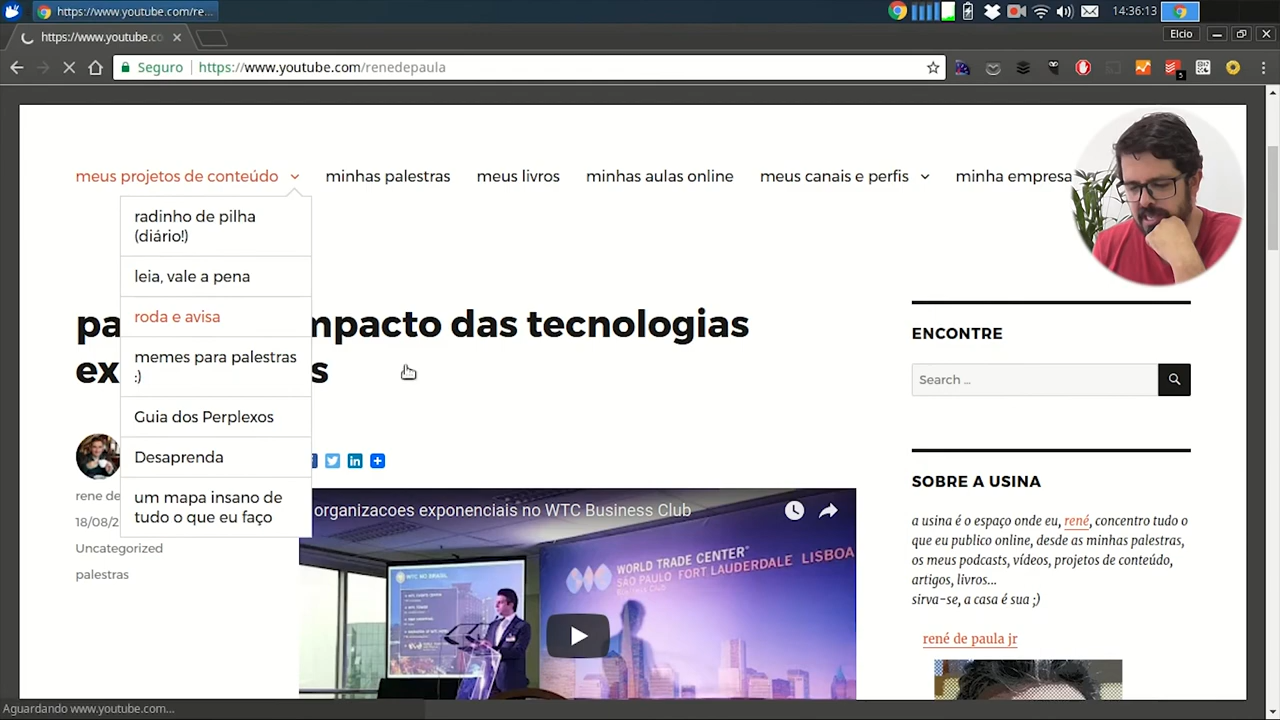 https://www.youtube.com/re...
14:36:13
https://www.youtube.co
Elcio
Seguro
https://www.youtube.com/renedepaula
5
meus projetos de conteúdo
minhas palestras
meus livros
minhas aulas online
meus canais e perfis
minha empresa
radinho de pilha
(diário!)
leia, vale a pena
roda e avisa
memes para palestras
:)
Guia dos Perplexos
Desaprenda
um mapa insano de
tudo o que eu faço
pa mpacto das tecnologias
ex s
rene de
18/08/2
Uncategorized
palestras
organizacoes exponenciais no WTC Business Club
WORLD TRADE CENTER
SÃO PAULO FORT LAUDERDALE LISBOA
WTC NO BRASIL
ENCONTRE
Search ...
SOBRE A USINA
a usina é o espaço onde eu, rené, concentro tudo o
que eu publico online, desde as minhas palestras,
os meus podcasts, vídeos, projetos de conteúdo,
artigos, livros...
sirva-se, a casa é sua ;)
rené de paula jr
Aguardando www.youtube.com...